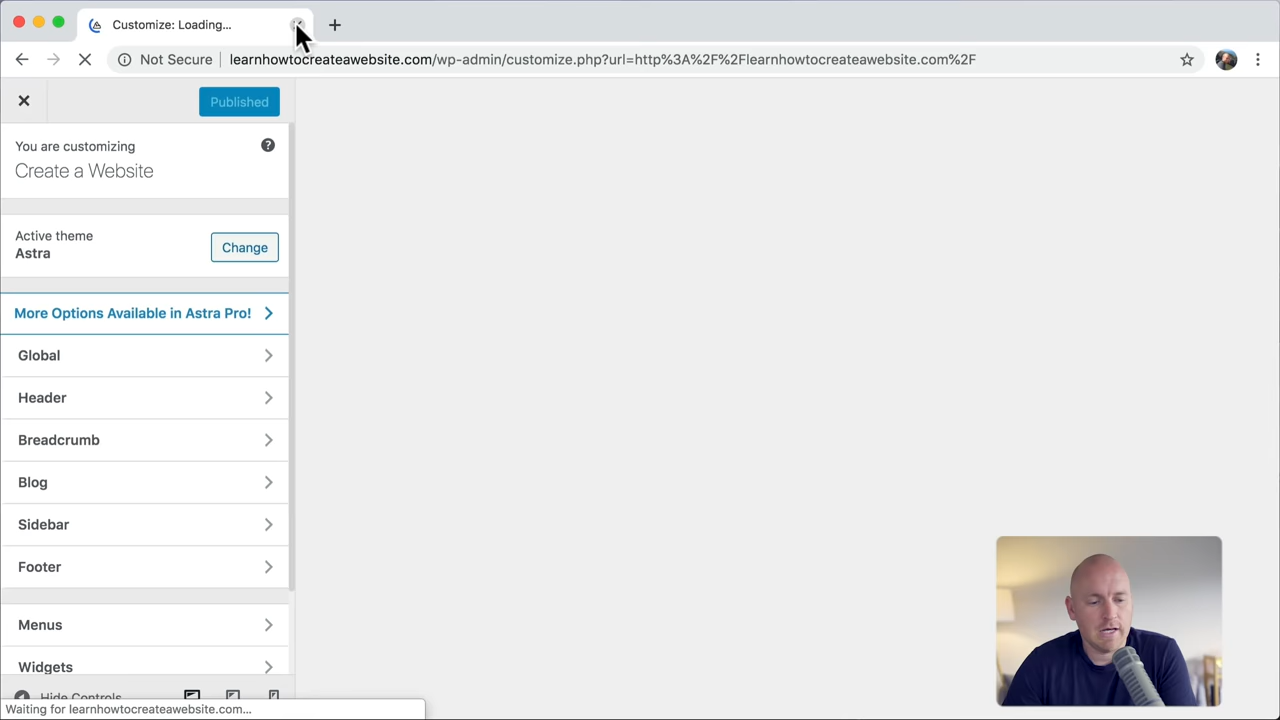 Customize: Loading...
Not Secure
learnhowtocreateawebsite.com/wp-admin/customize.php?url=http%3A%2F%2Flearnhowtocreateawebsite.com%2F
Published
You are customizing
Create a Website
Active theme
Astra
Change
More Options Available in Astra Pro!
Global
Header
Breadcrumb
Blog
Sidebar
Footer
Menus
Widgets
Hide Controls
Waiting for learnhowtocreateawebsite.com...